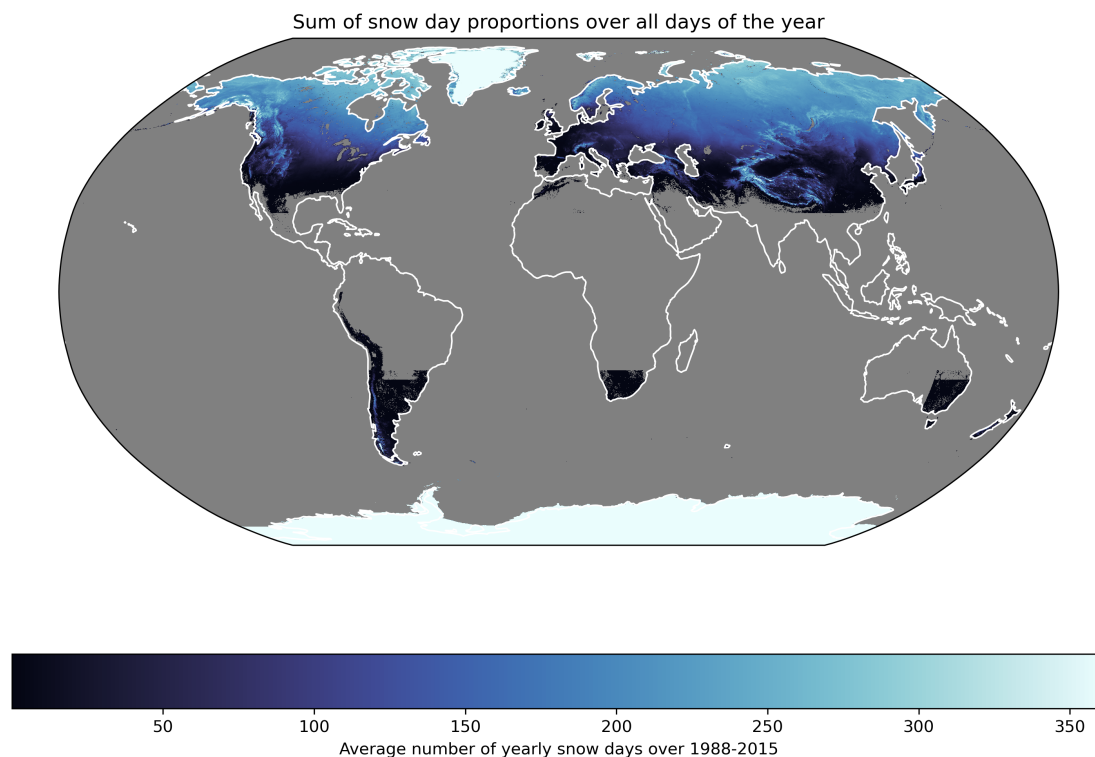 Sum of snow day proportions over all days of the year
50 100 150 200 250 300 350
Average number of yearly snow days over 1988-2015